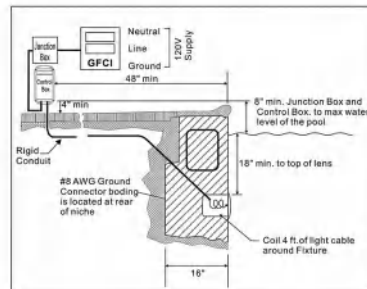 Junction
Box
Neutral
Line
Ground
GFCI
120V
Supply
48" min
Control
Box
4" min
8" min. Junction Box and
Control Box. to max water
level of the pool
Rigid
Conduit
18" min. to top of lens
#8 AWG Ground
Connector boding
is located at rear
of niche
Coil 4 ft.of light cable
around Fixture
16"